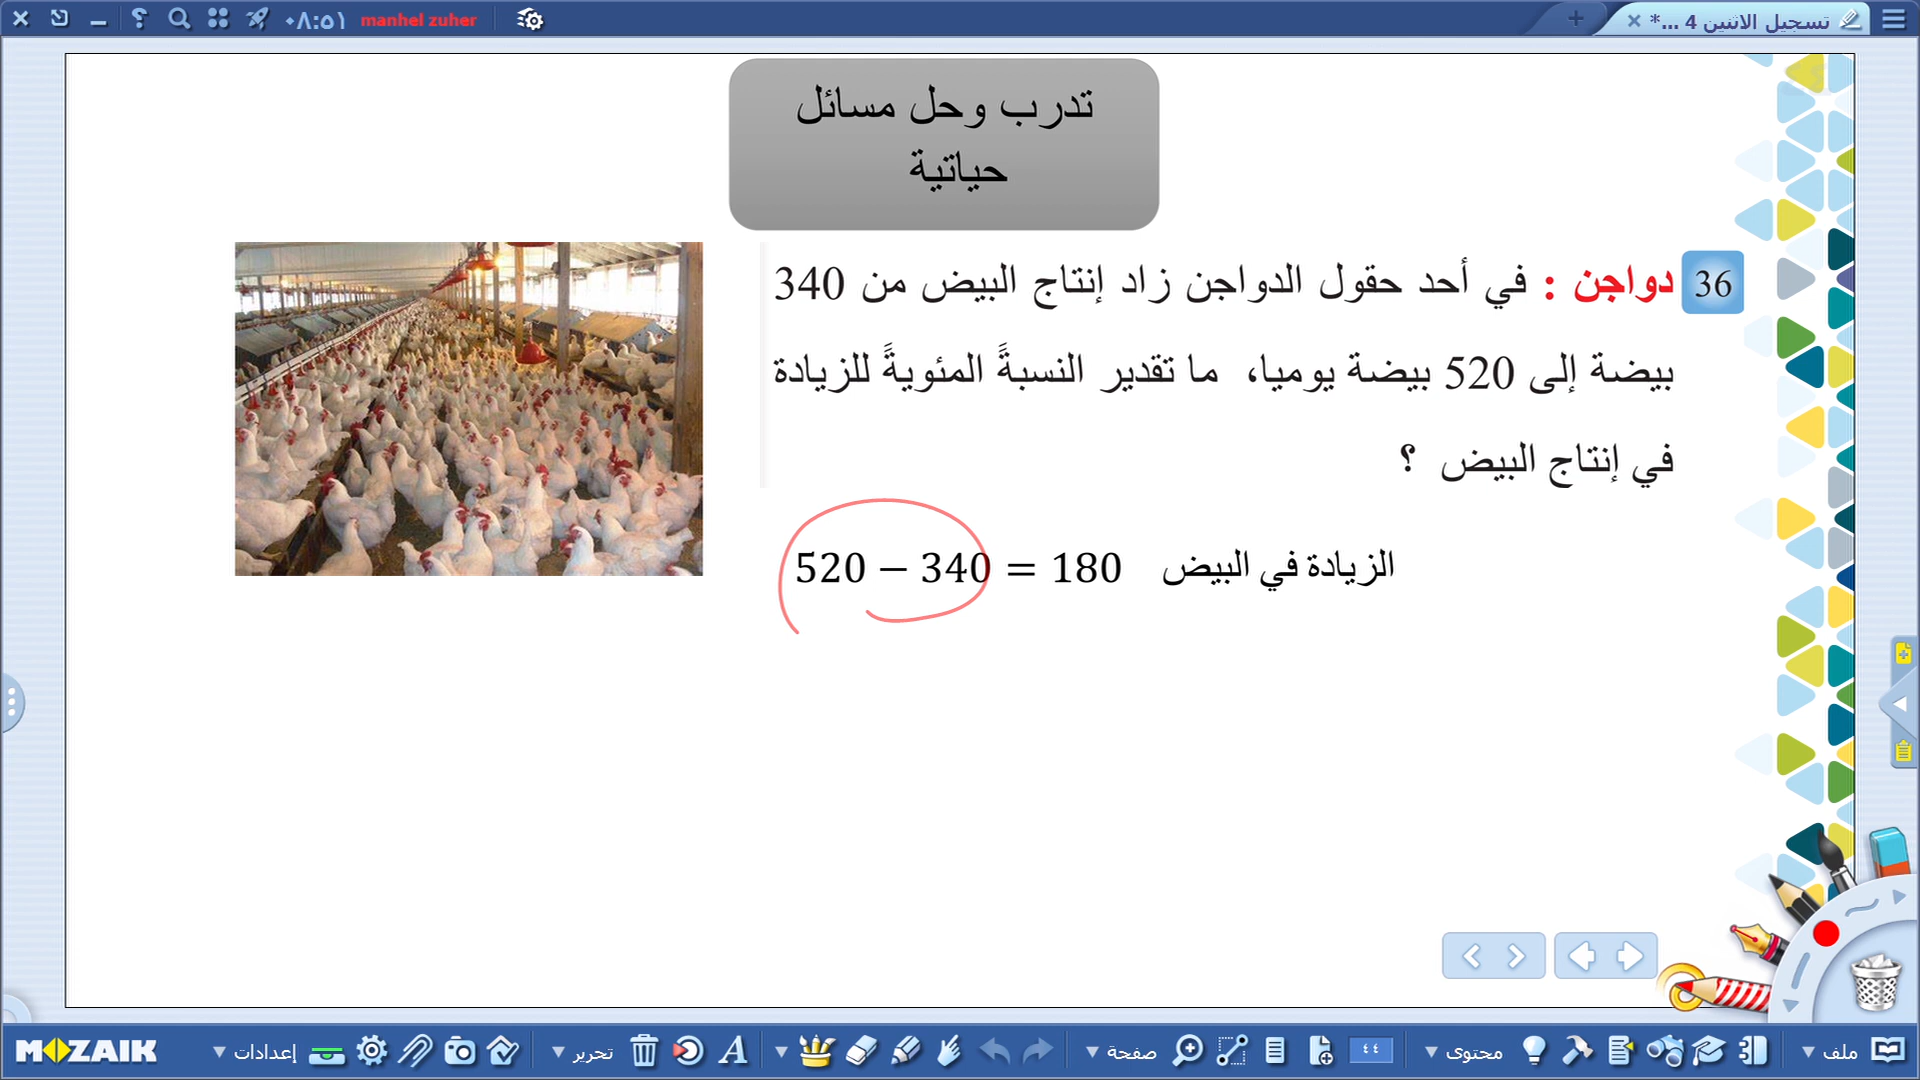 ٠٨:٥١ manhel zuher
تسجيل الاثنين 4 ...*
تدرب وحل مسائل
حياتية
36 دواجن : في أحد حقول الدواجن زاد إنتاج البيض من 340
بيضة إلى 520 بيضة يوميا، ما تقدير النسبةً المئويةً للزيادة
في إنتاج البيض ؟
520 − 340 = 180 الزيادة في البيض
ملف
محتوى
٤٤
صفحة
تحرير
إعدادات
MOZAIK